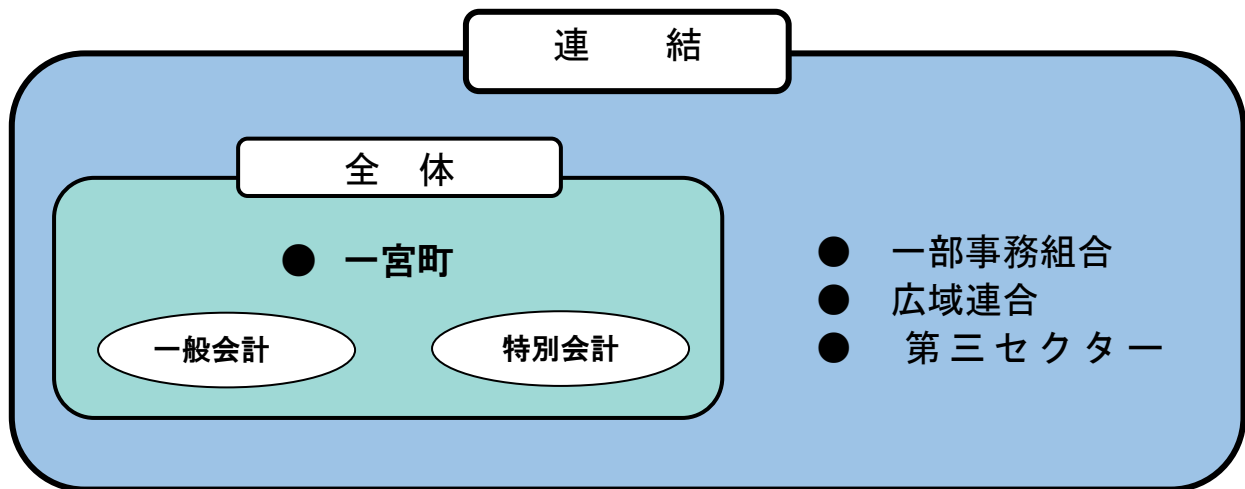 連　　結
全　体
● 一宮町
一般会計
特別会計
● 一部事務組合
● 広域連合
● 第三セクター